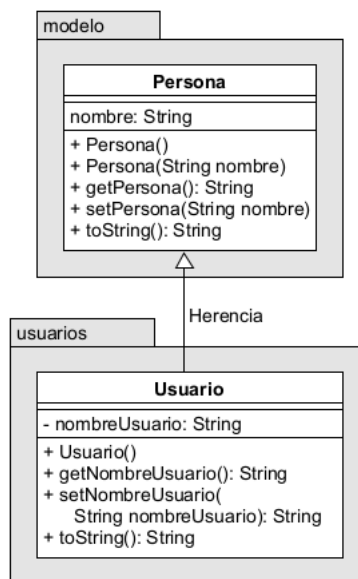 modelo
Persona
nombre: String
+ Persona()
+ Persona(String nombre)
+ getPersona(): String
+ setPersona(String nombre)
+ toString(): String
Herencia
usuarios
Usuario
- nombreUsuario: String
+ Usuario()
+ getNombreUsuario(): String
+ setNombreUsuario(
String nombreUsuario): String
+ toString(): String